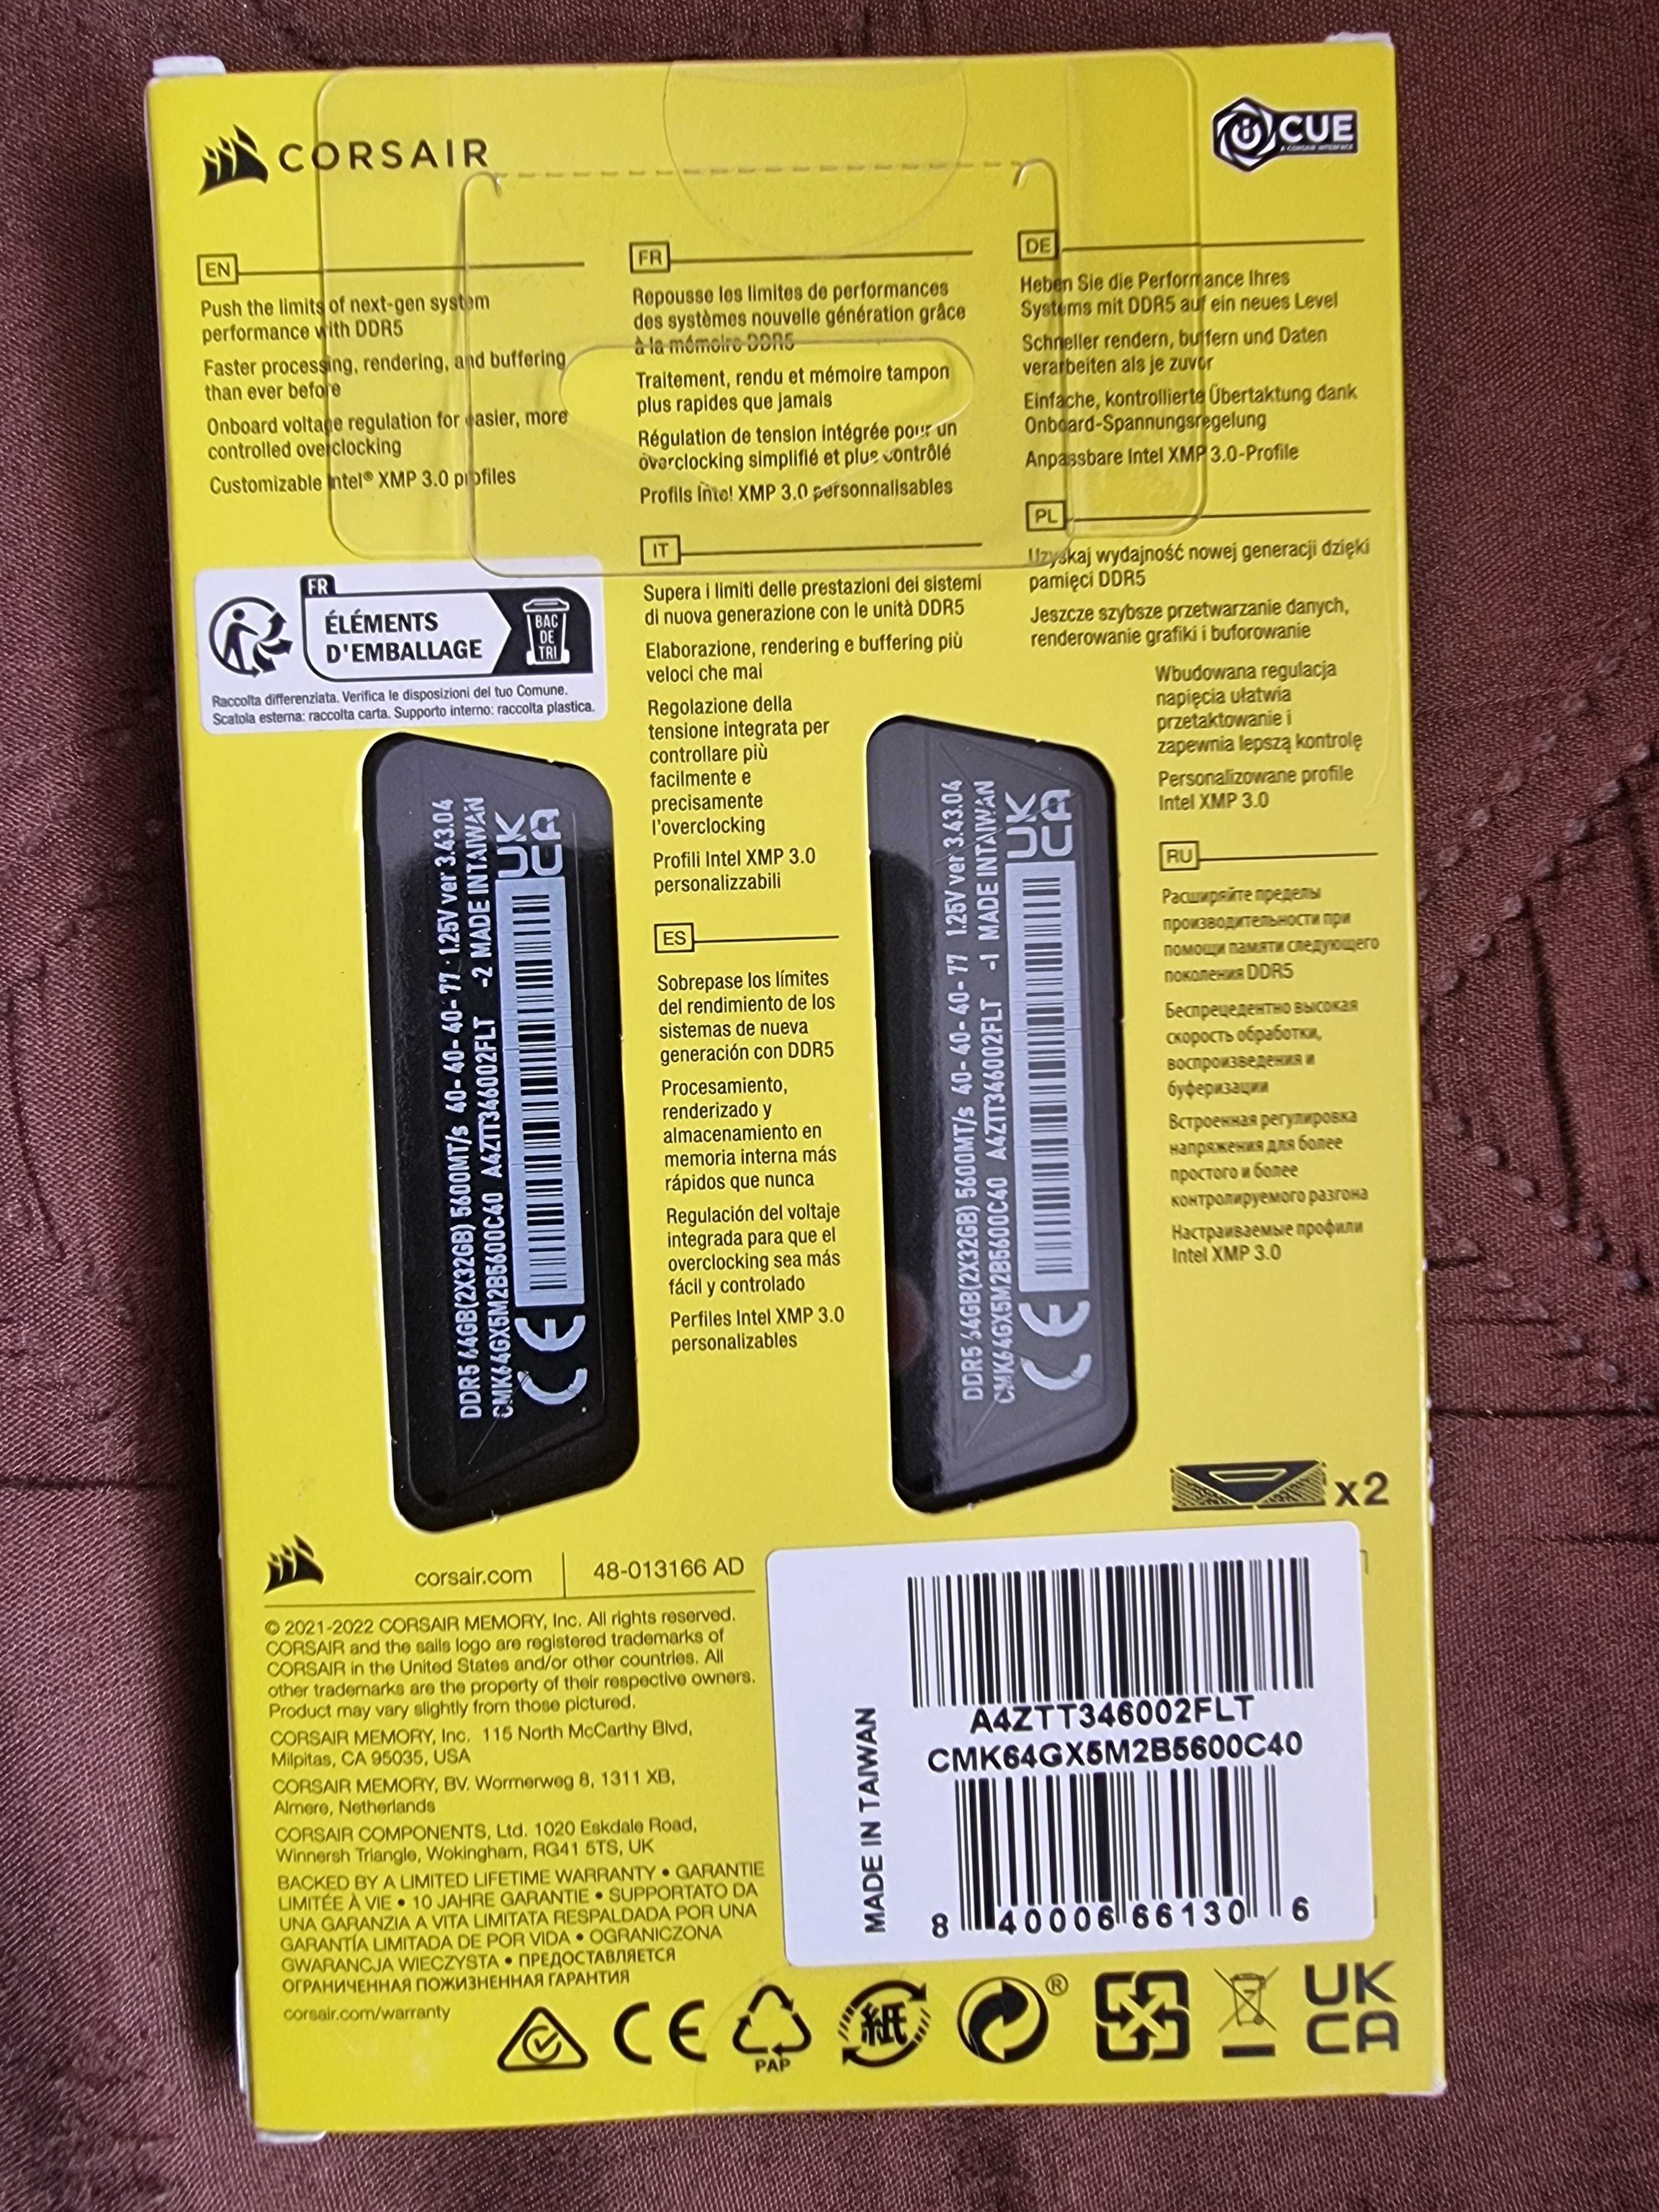 CORSAIR
iCUE
A CORSAIR INTERFACE
EN
Push the limits of next-gen system
performance with DDR5
Faster processing, rendering, and buffering
than ever before
Onboard voltage regulation for easier, more
controlled overclocking
Customizable Intel® XMP 3.0 profiles
FR
Repousse les limites de performances
des systèmes nouvelle génération grâce
à la mémoire DDR5
Traitement, rendu et mémoire tampon
plus rapides que jamais
Régulation de tension intégrée pour un
overclocking simplifié et plus contrôlé
Profils Intel XMP 3.0 personnalisables
DE
Heben Sie die Performance Ihres
Systems mit DDR5 auf ein neues Level
Schneller rendern, buffern und Daten
verarbeiten als je zuvor
Einfache, kontrollierte Übertaktung dank
Onboard-Spannungsregelung
Anpassbare Intel XMP 3.0-Profile
FR
ÉLÉMENTS
D'EMBALLAGE
BAC
DE
TRI
Raccolta differenziata. Verifica le disposizioni del tuo Comune.
Scatola esterna: raccolta carta. Supporto interno: raccolta plastica.
IT
Supera i limiti delle prestazioni dei sistemi
di nuova generazione con le unità DDR5
Elaborazione, rendering e buffering più
veloci che mai
Regolazione della
tensione integrata per
controllare più
facilmente e
precisamente
l'overclocking
Profili Intel XMP 3.0
personalizzabili
PL
Uzyskaj wydajność nowej generacji dzięki
pamięci DDR5
Jeszcze szybsze przetwarzanie danych,
renderowanie grafiki i buforowanie
Wbudowana regulacja
napięcia ułatwia
przetaktowanie i
zapewnia lepszą kontrolę
Personalizowane profile
Intel XMP 3.0
ES
Sobrepase los límites
del rendimiento de los
sistemas de nueva
generación con DDR5
Procesamiento,
renderizado y
almacenamiento en
memoria interna más
rápidos que nunca
Regulación del voltaje
integrada para que el
overclocking sea más
fácil y controlado
Perfiles Intel XMP 3.0
personalizables
RU
Расширяйте пределы
производительности при
помощи памяти следующего
поколения DDR5
Беспрецедентно высокая
скорость обработки,
воспроизведения и
буферизации
Встроенная регулировка
напряжения для более
простого и более
контролируемого разгона
Настраиваемые профили
Intel XMP 3.0
DDR5 64GB(2X32GB) 5600MT/s 40-40-40-77 1.25V ver 3.43.04
CMK64GX5M2B5600C40 A4ZTT346002FLT -2 MADE IN TAIWAN
CE
UK
CA
DDR5 64GB(2X32GB) 5600MT/s 40-40-40-77 1.25V ver 3.43.04
CMK64GX5M2B5600C40 A4ZTT346002FLT -1 MADE IN TAIWAN
CE
UK
CA
x2
corsair.com
48-013166 AD
© 2021-2022 CORSAIR MEMORY, Inc. All rights reserved.
CORSAIR and the sails logo are registered trademarks of
CORSAIR in the United States and/or other countries. All
other trademarks are the property of their respective owners.
Product may vary slightly from those pictured.
CORSAIR MEMORY, Inc. 115 North McCarthy Blvd,
Milpitas, CA 95035, USA
CORSAIR MEMORY, BV. Wormerweg 8, 1311 XB,
Almere, Netherlands
CORSAIR COMPONENTS, Ltd. 1020 Eskdale Road,
Winnersh Triangle, Wokingham, RG41 5TS, UK
BACKED BY A LIMITED LIFETIME WARRANTY • GARANTIE
LIMITÉE À VIE • 10 JAHRE GARANTIE • SUPPORTATO DA
UNA GARANZIA A VITA LIMITATA RESPALDADA POR UNA
GARANTÍA LIMITADA DE POR VIDA • OGRANICZONA
GWARANCJA WIECZYSTA • ПРЕДОСТАВЛЯЕТСЯ
ОГРАНИЧЕННАЯ ПОЖИЗНЕННАЯ ГАРАНТИЯ
corsair.com/warranty
MADE IN TAIWAN
A4ZTT346002FLT
CMK64GX5M2B5600C40
8 40006 66130 6
CE
PAP
紙
®
UK
CA